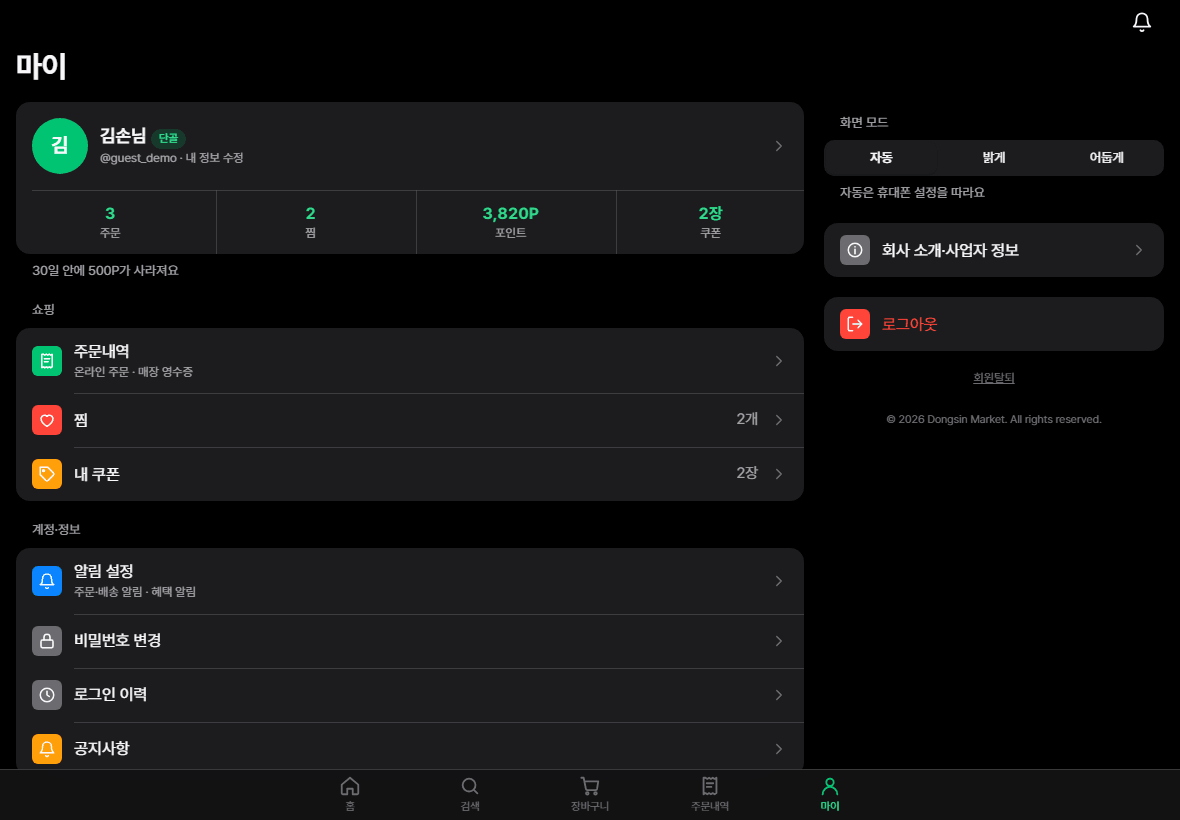 마이
김
김손님 단골
@guest_demo · 내 정보 수정
3
주문
2
찜
3,820P
포인트
2장
쿠폰
30일 안에 500P가 사라져요
쇼핑
주문내역
온라인 주문 · 매장 영수증
찜
2개
내 쿠폰
2장
계정·정보
알림 설정
주문·배송 알림 · 혜택 알림
비밀번호 변경
로그인 이력
공지사항
화면 모드
자동 밝게 어둡게
자동은 휴대폰 설정을 따라요
회사 소개·사업자 정보
로그아웃
회원탈퇴
© 2026 Dongsin Market. All rights reserved.
홈
검색
장바구니
주문내역
마이